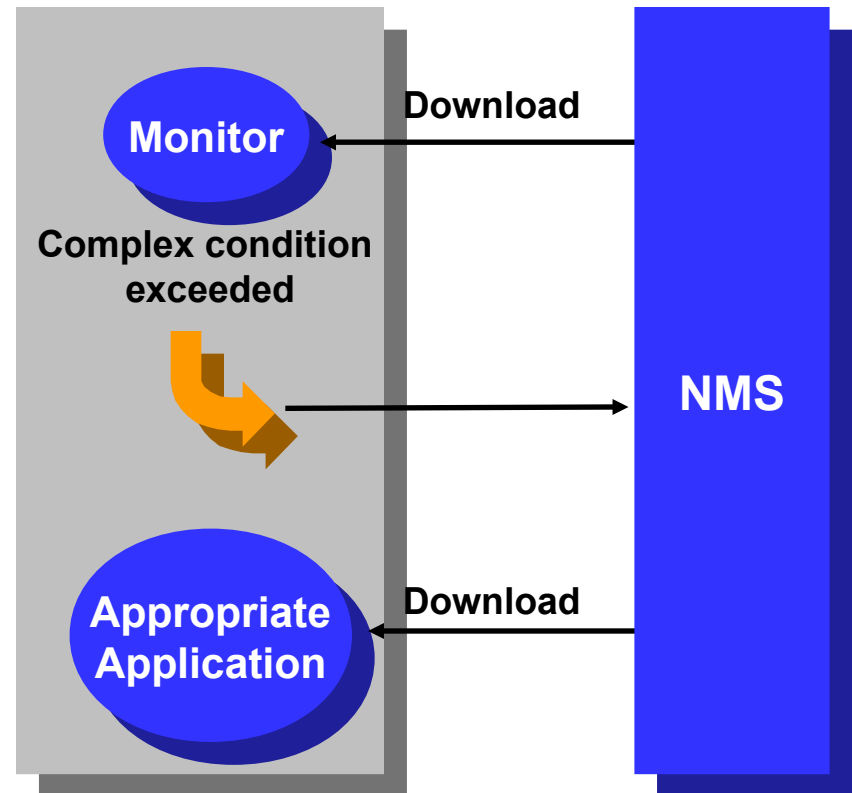 Download
Monitor
Complex condition
exceeded
NMS
Download
Appropriate
Application